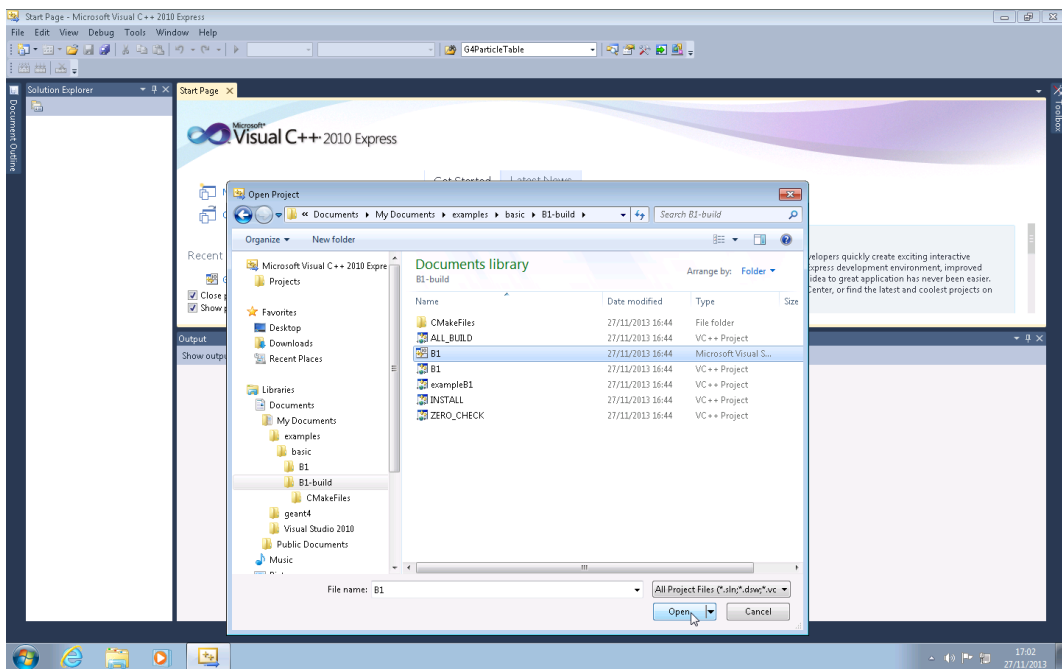 Start Page - Microsoft Visual C++ 2010 Express
File Edit View Debug Tools Window Help
G4ParticleTable
Document Outline
Solution Explorer
Start Page
Toolbox
Microsoft®
Visual C++ 2010 Express
Get Started Latest News
Recent
Close
Show
velopers quickly create exciting interactive
xpress development environment, improved
idea to great application has never been easier.
Center, or find the latest and coolest projects on
Output
Show outpu
Open Project
« Documents ▸ My Documents ▸ examples ▸ basic ▸ B1-build ▸
Search B1-build
Organize New folder
Microsoft Visual C++ 2010 Expre
Projects
Favorites
Desktop
Downloads
Recent Places
Libraries
Documents
My Documents
examples
basic
B1
B1-build
CMakeFiles
geant4
Visual Studio 2010
Public Documents
Music
Documents library
B1-build
Arrange by: Folder
Name Date modified Type Size
CMakeFiles 27/11/2013 16:44 File folder
ALL_BUILD 27/11/2013 16:44 VC++ Project
B1 27/11/2013 16:44 Microsoft Visual S...
B1 27/11/2013 16:44 VC++ Project
exampleB1 27/11/2013 16:44 VC++ Project
INSTALL 27/11/2013 16:44 VC++ Project
ZERO_CHECK 27/11/2013 16:44 VC++ Project
File name: B1
All Project Files (*.sln;*.dsw;*.vc
Open Cancel
17:02
27/11/2013